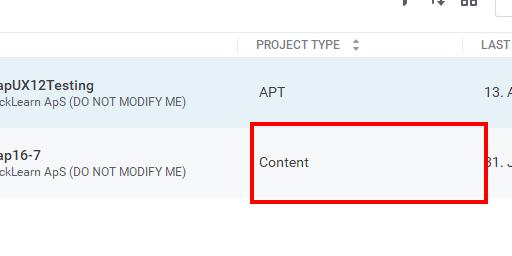 PROJECT TYPE LAST
apUX12Testing
ckLearn ApS (DO NOT MODIFY ME)
APT
13. A
ap16-7
ckLearn ApS (DO NOT MODIFY ME)
Content
31. J